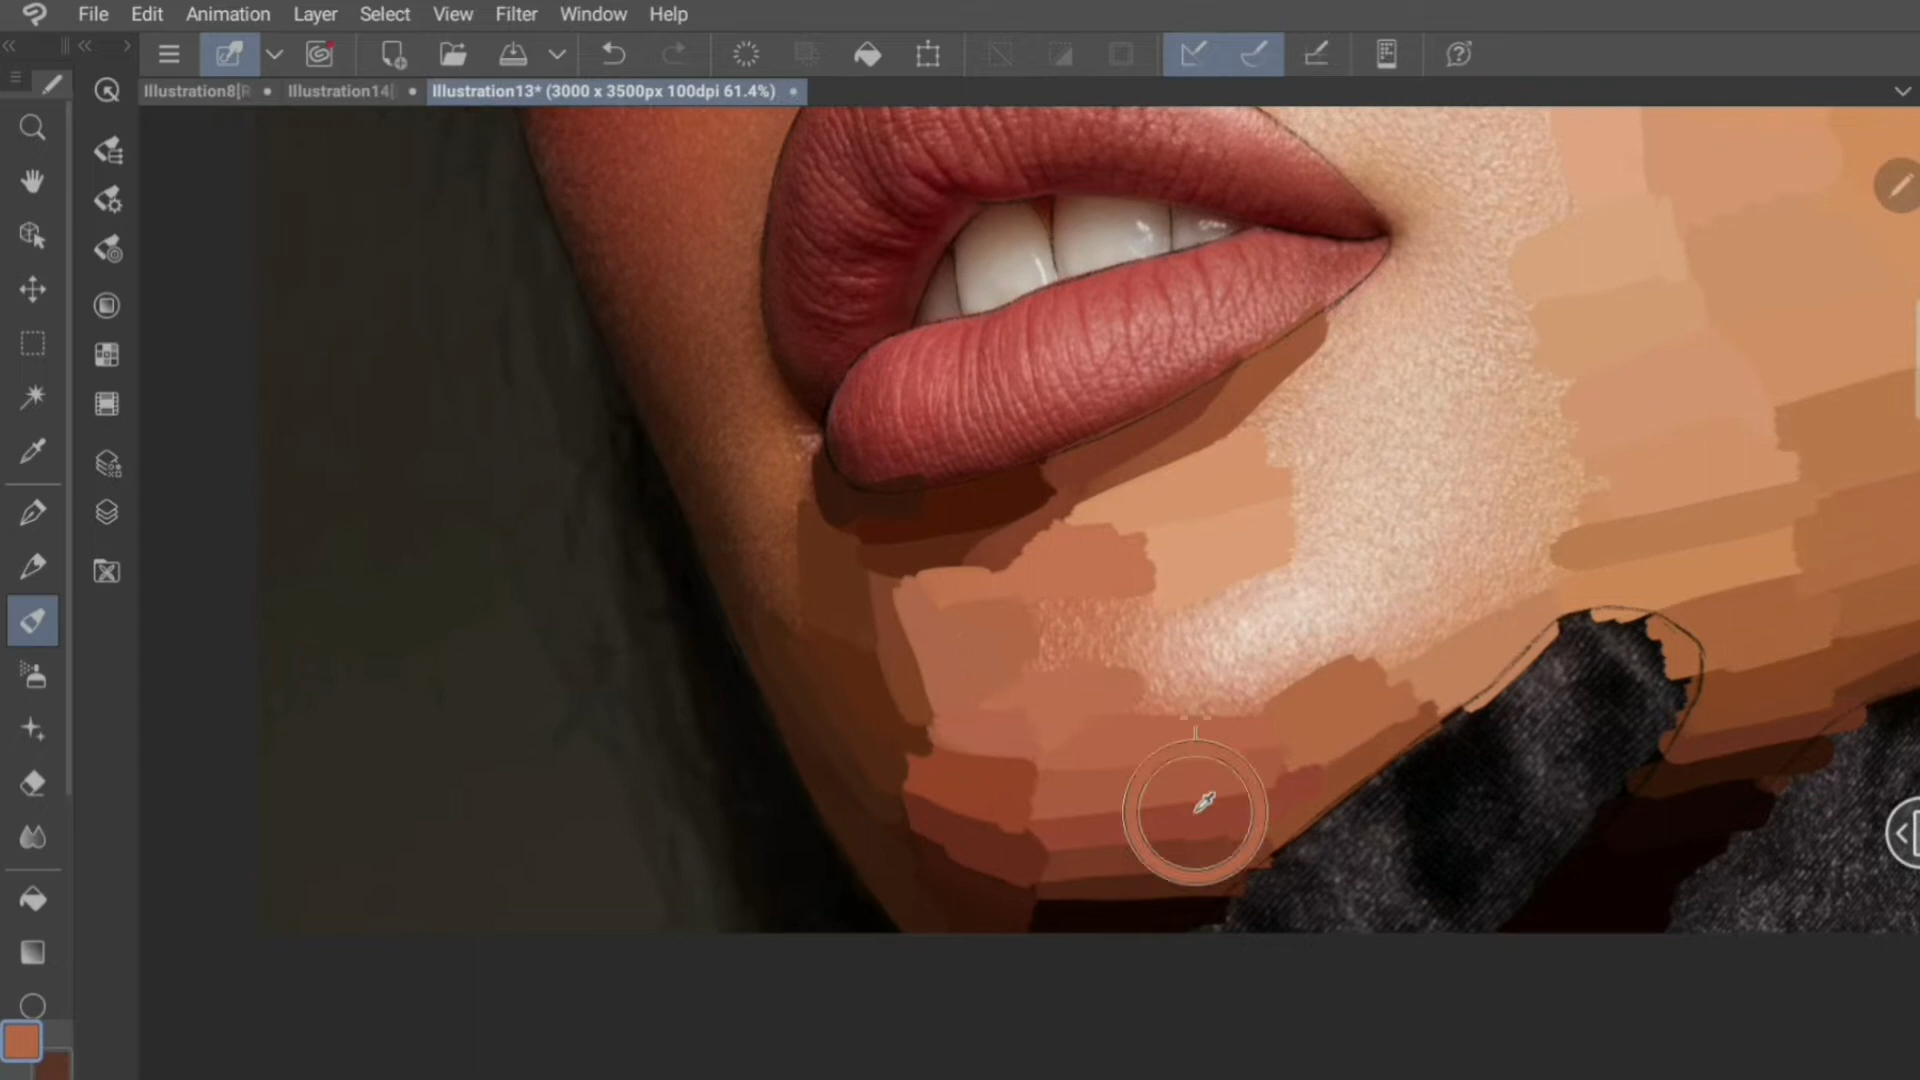 File Edit Animation Layer Select View Filter Window Help
Illustration8[R Illustration14[ Illustration13* (3000 x 3500px 100dpi 61.4%)